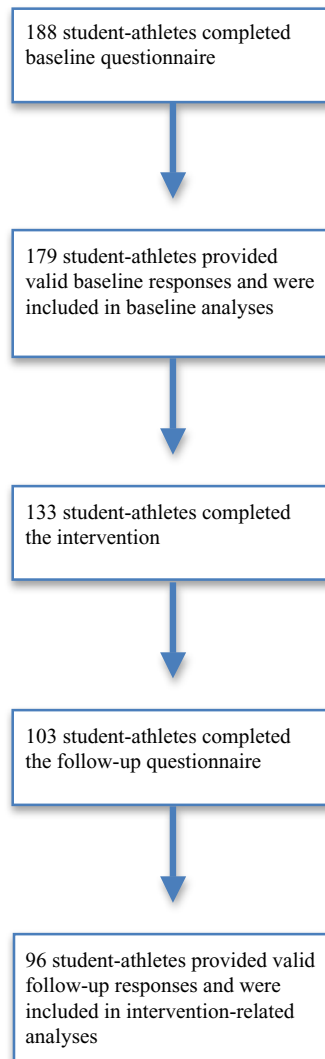 188 student-athletes completed
baseline questionnaire
179 student-athletes provided
valid baseline responses and were
included in baseline analyses
133 student-athletes completed
the intervention
103 student-athletes completed
the follow-up questionnaire
96 student-athletes provided valid
follow-up responses and were
included in intervention-related
analyses